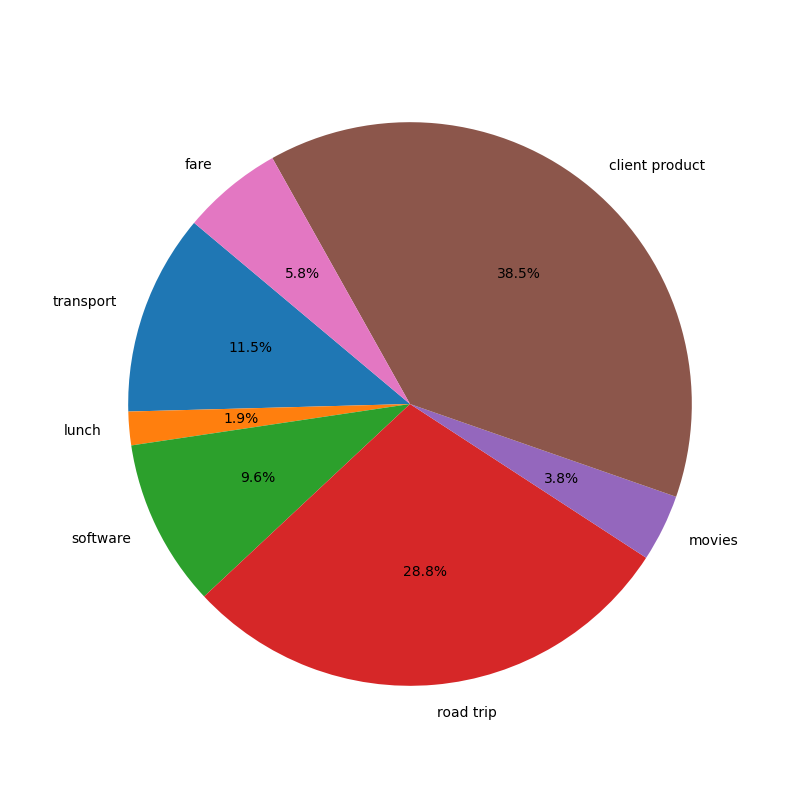 fare
client product
5.8%
38.5%
transport
11.5%
lunch
1.9%
software
9.6%
3.8%
movies
28.8%
road trip